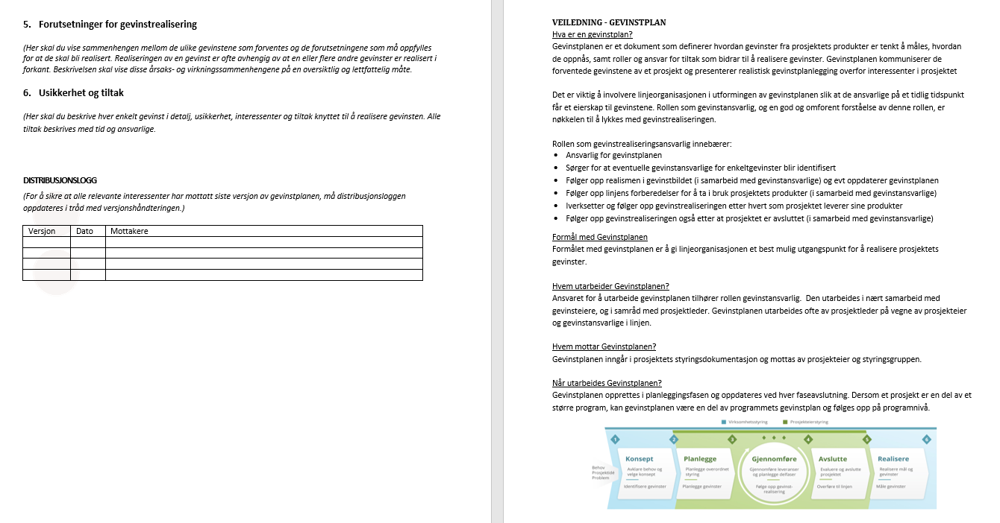 5. Forutsetninger for gevinstrealisering
(Her skal du vise sammenhengen mellom de ulike gevinstene som forventes og de forutsetningene som må oppfylles
for at de skal bli realisert. Realiseringen av en gevinst er ofte avhengig av at en eller flere andre gevinster er realisert i
forkant. Beskrivelsen skal vise disse årsaks- og virkningssammenhengene på en oversiktlig og lettfattelig måte.
6. Usikkerhet og tiltak
(Her skal du beskrive hver enkelt gevinst i detalj, usikkerhet, interessenter og tiltak knyttet til å realisere gevinsten. Alle
tiltak beskrives med tid og ansvarlige.
DISTRIBUSJONSLOGG
(For å sikre at alle relevante interessenter har mottatt siste versjon av gevinstplanen, må distribusjonsloggen
oppdateres i tråd med versjonshåndteringen.)
Versjon Dato Mottakere
VEILEDNING - GEVINSTPLAN
Hva er en gevinstplan?
Gevinstplanen er et dokument som definerer hvordan gevinster fra prosjektets produkter er tenkt å måles, hvordan
de oppnås, samt roller og ansvar for tiltak som bidrar til å realisere gevinster. Gevinstplanen kommuniserer de
forventede gevinstene av et prosjekt og presenterer realistisk gevinstplanlegging overfor interessenter i prosjektet
Det er viktig å involvere linjeorganisasjonen i utformingen av gevinstplanen slik at de ansvarlige på et tidlig tidspunkt
får et eierskap til gevinstene. Rollen som gevinstansvarlig, og en god og omforent forståelse av denne rollen, er
nøkkelen til å lykkes med gevinstrealiseringen.
Rollen som gevinstrealiseringsansvarlig innebærer:
• Ansvarlig for gevinstplanen
• Sørger for at eventuelle gevinstansvarlige for enkeltgevinster blir identifisert
• Følger opp realismen i gevinstbildet (i samarbeid med gevinstansvarlige) og evt oppdaterer gevinstplanen
• Følger opp linjens forberedelser for å ta i bruk prosjektets produkter (i samarbeid med gevinstansvarlige)
• Iverksetter og følger opp gevinstrealiseringen etter hvert som prosjektet leverer sine produkter
• Følger opp gevinstrealiseringen også etter at prosjektet er avsluttet (i samarbeid med gevinstansvarlige)
Formål med Gevinstplanen
Formålet med gevinstplanen er å gi linjeorganisasjonen et best mulig utgangspunkt for å realisere prosjektets
gevinster.
Hvem utarbeider Gevinstplanen?
Ansvaret for å utarbeide gevinstplanen tilhører rollen gevinstansvarlig. Den utarbeides i nært samarbeid med
gevinsteiere, og i samråd med prosjektleder. Gevinstplanen utarbeides ofte av prosjektleder på vegne av prosjekteier
og gevinstansvarlige i linjen.
Hvem mottar Gevinstplanen?
Gevinstplanen inngår i prosjektets styringsdokumentasjon og mottas av prosjekteier og styringsgruppen.
Når utarbeides Gevinstplanen?
Gevinstplanen opprettes i planleggingsfasen og oppdateres ved hver faseavslutning. Dersom et prosjekt er en del av et
større program, kan gevinstplanen være en del av programmets gevinstplan og følges opp på programnivå.
Virksomhetsstyring Prosjekteierstyring
1 2 3 4 5 6
Behov
Prosjektidé
Problem
Konsept
Avklare behov og
velge konsept
Identifisere gevinster
Planlegge
Planlegge overordnet
styring
Planlegge gevinster
Gjennomføre
Gjennomføre leveranser
og planlegge delfaser
Følge opp gevinst-
realisering
Avslutte
Evaluere og avslutte
prosjektet
Overføre til linjen
Realisere
Realisere mål og
gevinster
Måle gevinster